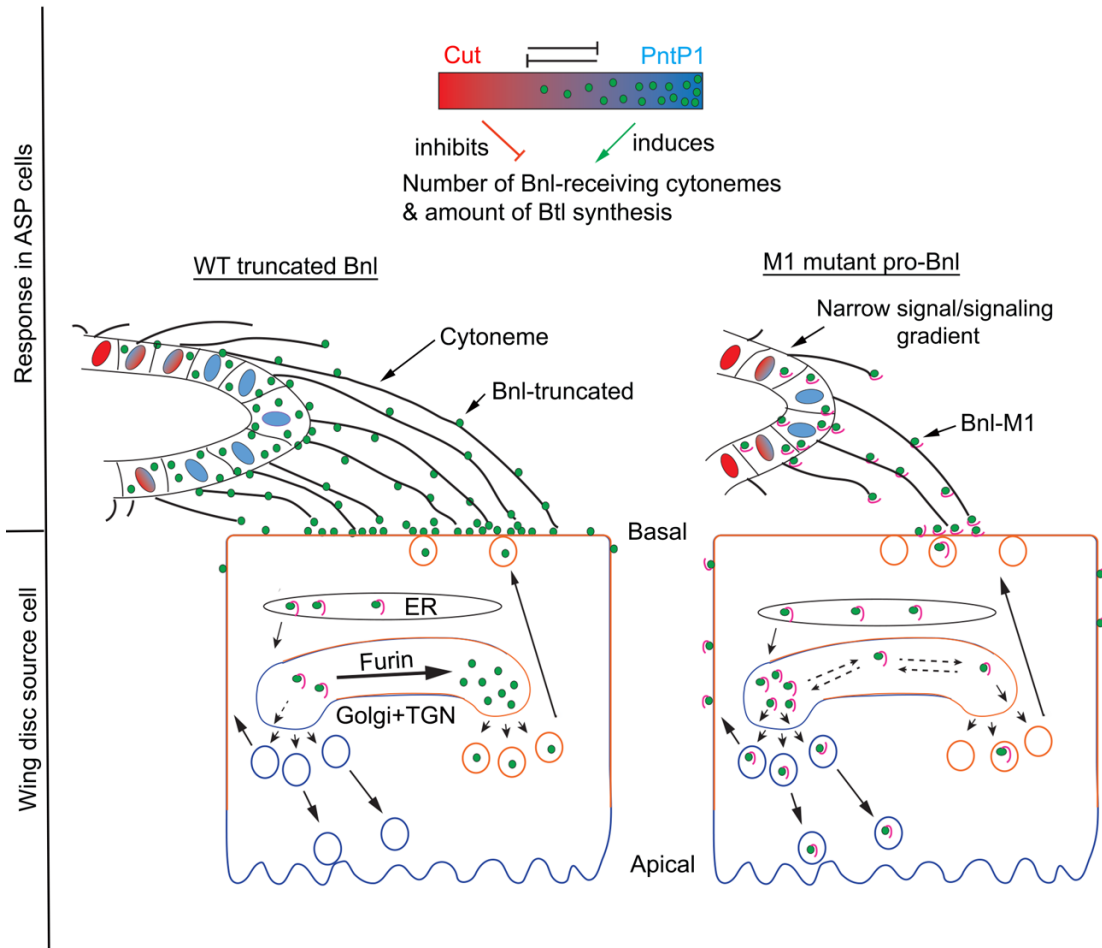 Cut
PntP1
inhibits
induces
Number of Bnl-receiving cytonemes
& amount of Btl synthesis
Response in ASP cells
WT truncated Bnl
M1 mutant pro-Bnl
Cytoneme
Bnl-truncated
Narrow signal/signaling
gradient
Bnl-M1
Basal
Wing disc source cell
ER
Furin
Golgi+TGN
Apical